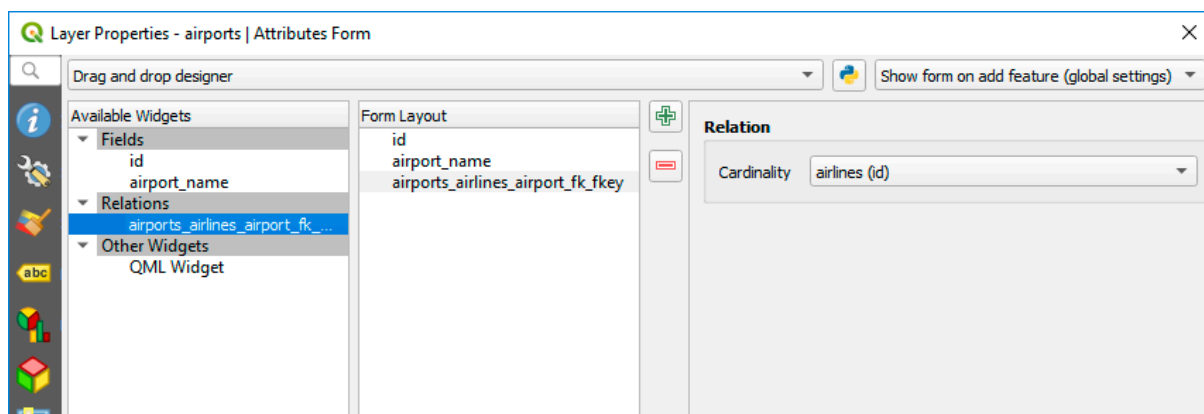 Layer Properties - airports | Attributes Form
Drag and drop designer
Show form on add feature (global settings)
Available Widgets
Fields
id
airport_name
Relations
airports_airlines_airport_fk_...
Other Widgets
QML Widget
Form Layout
id
airport_name
airports_airlines_airport_fk_fkey
Relation
Cardinality airlines (id)
i
abc